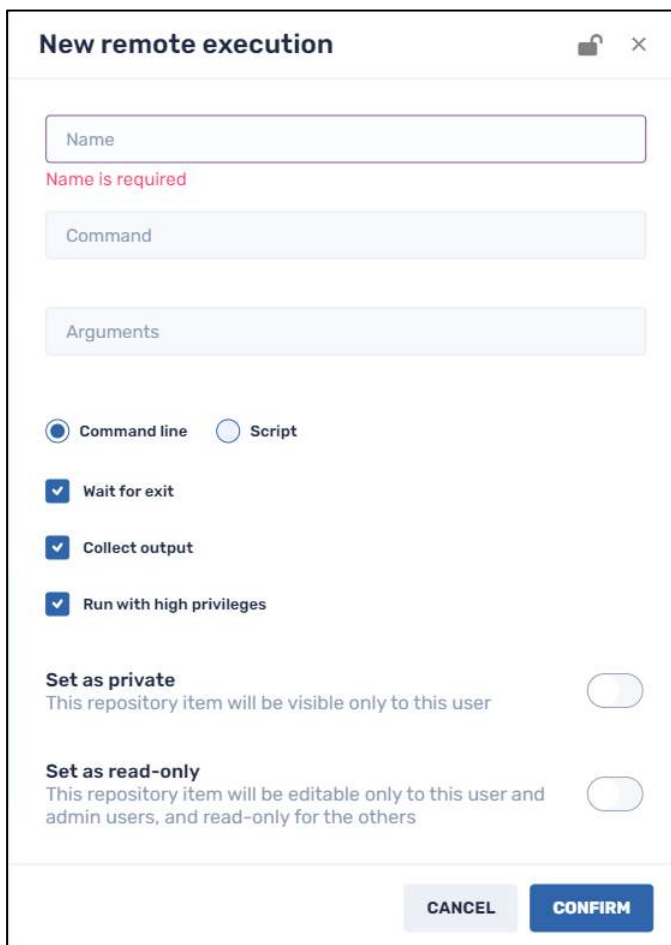 New remote execution
Name
Name is required
Command
Arguments
Command line Script
Wait for exit
Collect output
Run with high privileges
Set as private
This repository item will be visible only to this user
Set as read-only
This repository item will be editable only to this user and
admin users, and read-only for the others
CANCEL CONFIRM